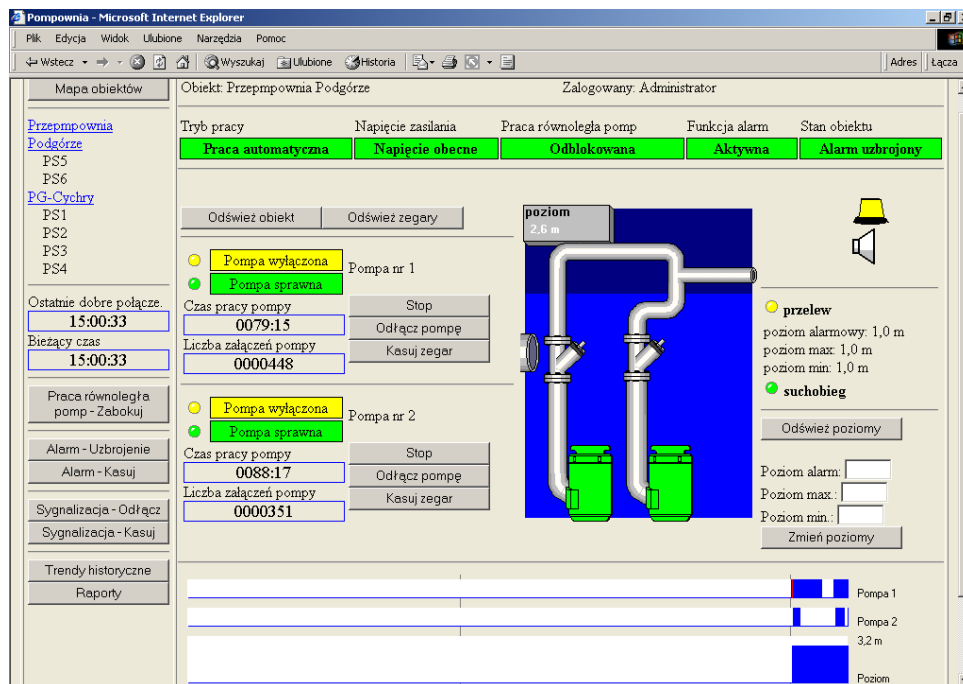 Pompownia - Microsoft Internet Explorer
Plik Edycja Widok Ulubione Narzędzia Pomoc
Wstecz Wyszukaj Ulubione Historia Adres Łącza
Mapa obiektów
Obiekt: Przepmpownia Podgórze Zalogowany: Administrator
Przepmpownia
Podgórze
PS5
PS6
PG-Cychry
PS1
PS2
PS3
PS4
Tryb pracy Napięcie zasilania Praca równoległa pomp Funkcja alarm Stan obiektu
Praca automatyczna Napięcie obecne Odblokowana Aktywna Alarm uzbrojony
Ostatnie dobre połącze.
15:00:33
Bieżący czas
15:00:33
Praca równoległa
pomp - Zabokuj
Alarm - Uzbrojenie
Alarm - Kasuj
Sygnalizacja - Odłącz
Sygnalizacja - Kasuj
Trendy historyczne
Raporty
Odśwież obiekt Odśwież zegary
Pompa wyłączona
Pompa sprawna
Pompa nr 1
Czas pracy pompy
0079:15
Liczba załączeń pompy
0000448
Stop
Odłącz pompę
Kasuj zegar
Pompa wyłączona
Pompa sprawna
Pompa nr 2
Czas pracy pompy
0088:17
Liczba załączeń pompy
0000351
Stop
Odłącz pompę
Kasuj zegar
poziom
2,6 m
przelew
poziom alarmowy: 1,0 m
poziom max: 1,0 m
poziom min: 1,0 m
suchobieg
Odśwież poziomy
Poziom alarm:
Poziom max.:
Poziom min.:
Zmień poziomy
Pompa 1
Pompa 2
3,2 m
Poziom